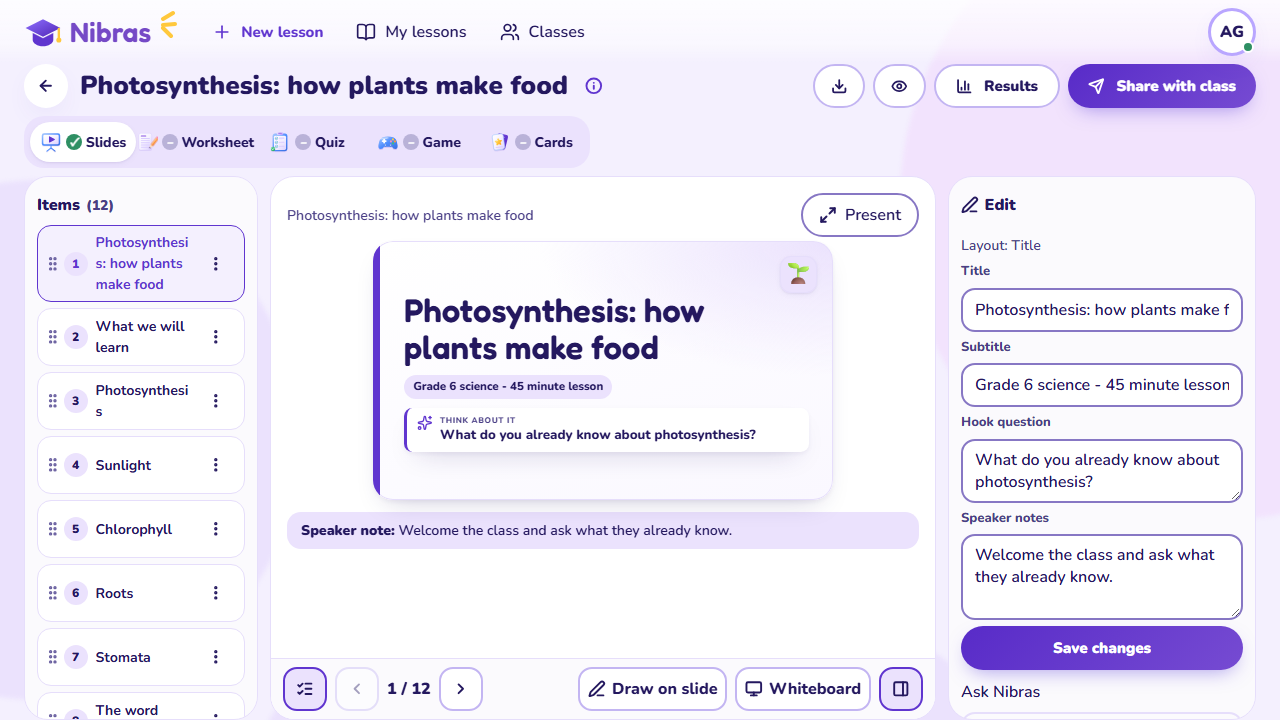 Nibras
New lesson
My lessons
Classes
AG
Photosynthesis: how plants make food
Results
Share with class
Slides
Worksheet
Quiz
Game
Cards
Items (12)
1
Photosynthesi
s: how plants
make food
2
What we will
learn
3
Photosynthesi
s
4
Sunlight
5
Chlorophyll
6
Roots
7
Stomata
The word
Photosynthesis: how plants make food
Present
Photosynthesis: how
plants make food
Grade 6 science - 45 minute lesson
THINK ABOUT IT
What do you already know about photosynthesis?
Speaker note: Welcome the class and ask what they already know.
1 / 12
Draw on slide
Whiteboard
Edit
Layout: Title
Title
Photosynthesis: how plants make f
Subtitle
Grade 6 science - 45 minute lesson
Hook question
What do you already know about
photosynthesis?
Speaker notes
Welcome the class and ask what
they already know.
Save changes
Ask Nibras